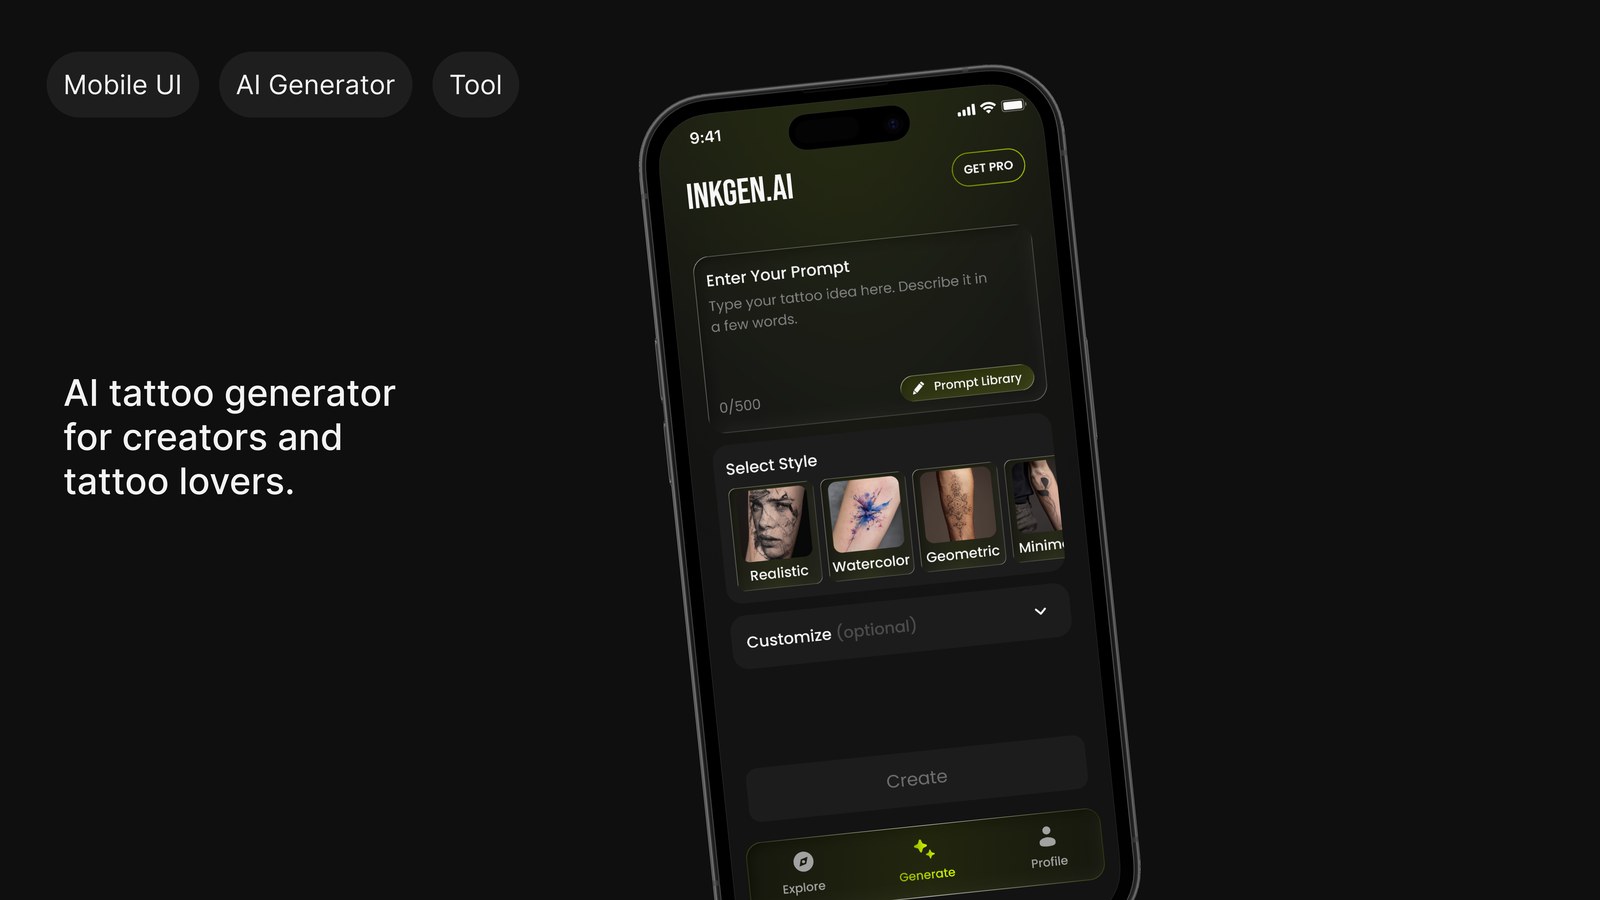 Mobile UI
AI Generator
Tool
AI tattoo generator
for creators and
tattoo lovers.
9:41
INKGEN.AI
GET PRO
Enter Your Prompt
Type your tattoo idea here. Describe it in
a few words.
0/500
Prompt Library
Select Style
Realistic
Watercolor
Geometric
Minim
Customize (optional)
Create
Explore
Generate
Profile